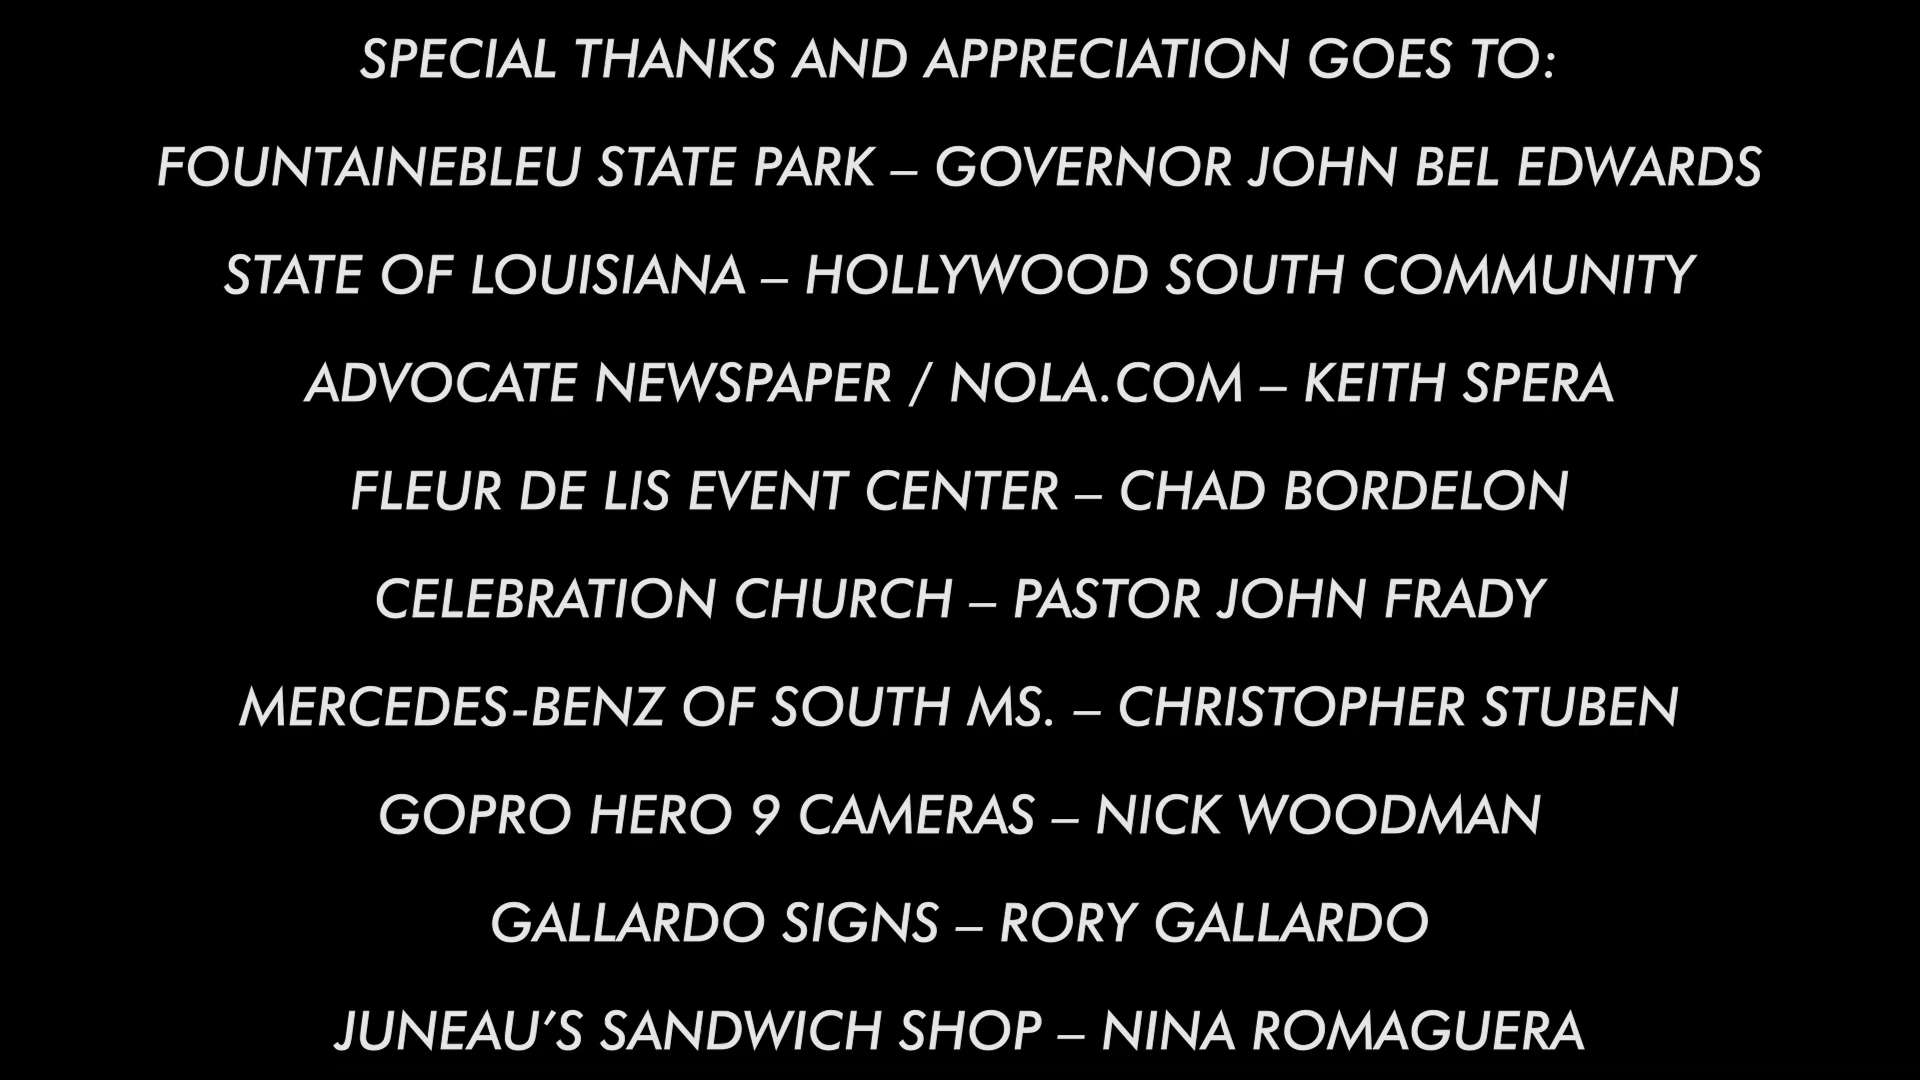 SPECIAL THANKS AND APPRECIATION GOES TO:
FOUNTAINEBLEU STATE PARK – GOVERNOR JOHN BEL EDWARDS
STATE OF LOUISIANA – HOLLYWOOD SOUTH COMMUNITY
ADVOCATE NEWSPAPER / NOLA.COM – KEITH SPERA
FLEUR DE LIS EVENT CENTER – CHAD BORDELON
CELEBRATION CHURCH – PASTOR JOHN FRADY
MERCEDES-BENZ OF SOUTH MS. – CHRISTOPHER STUBEN
GOPRO HERO 9 CAMERAS – NICK WOODMAN
GALLARDO SIGNS – RORY GALLARDO
JUNEAU’S SANDWICH SHOP – NINA ROMAGUERA